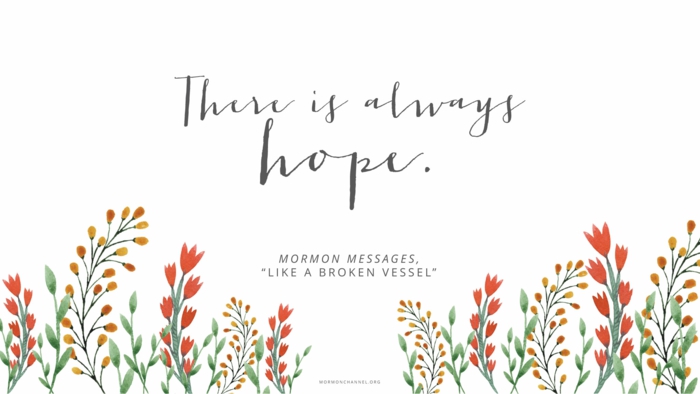 There is always
hope.
MORMON MESSAGES,
“LIKE A BROKEN VESSEL”
MORMONCHANNEL.ORG